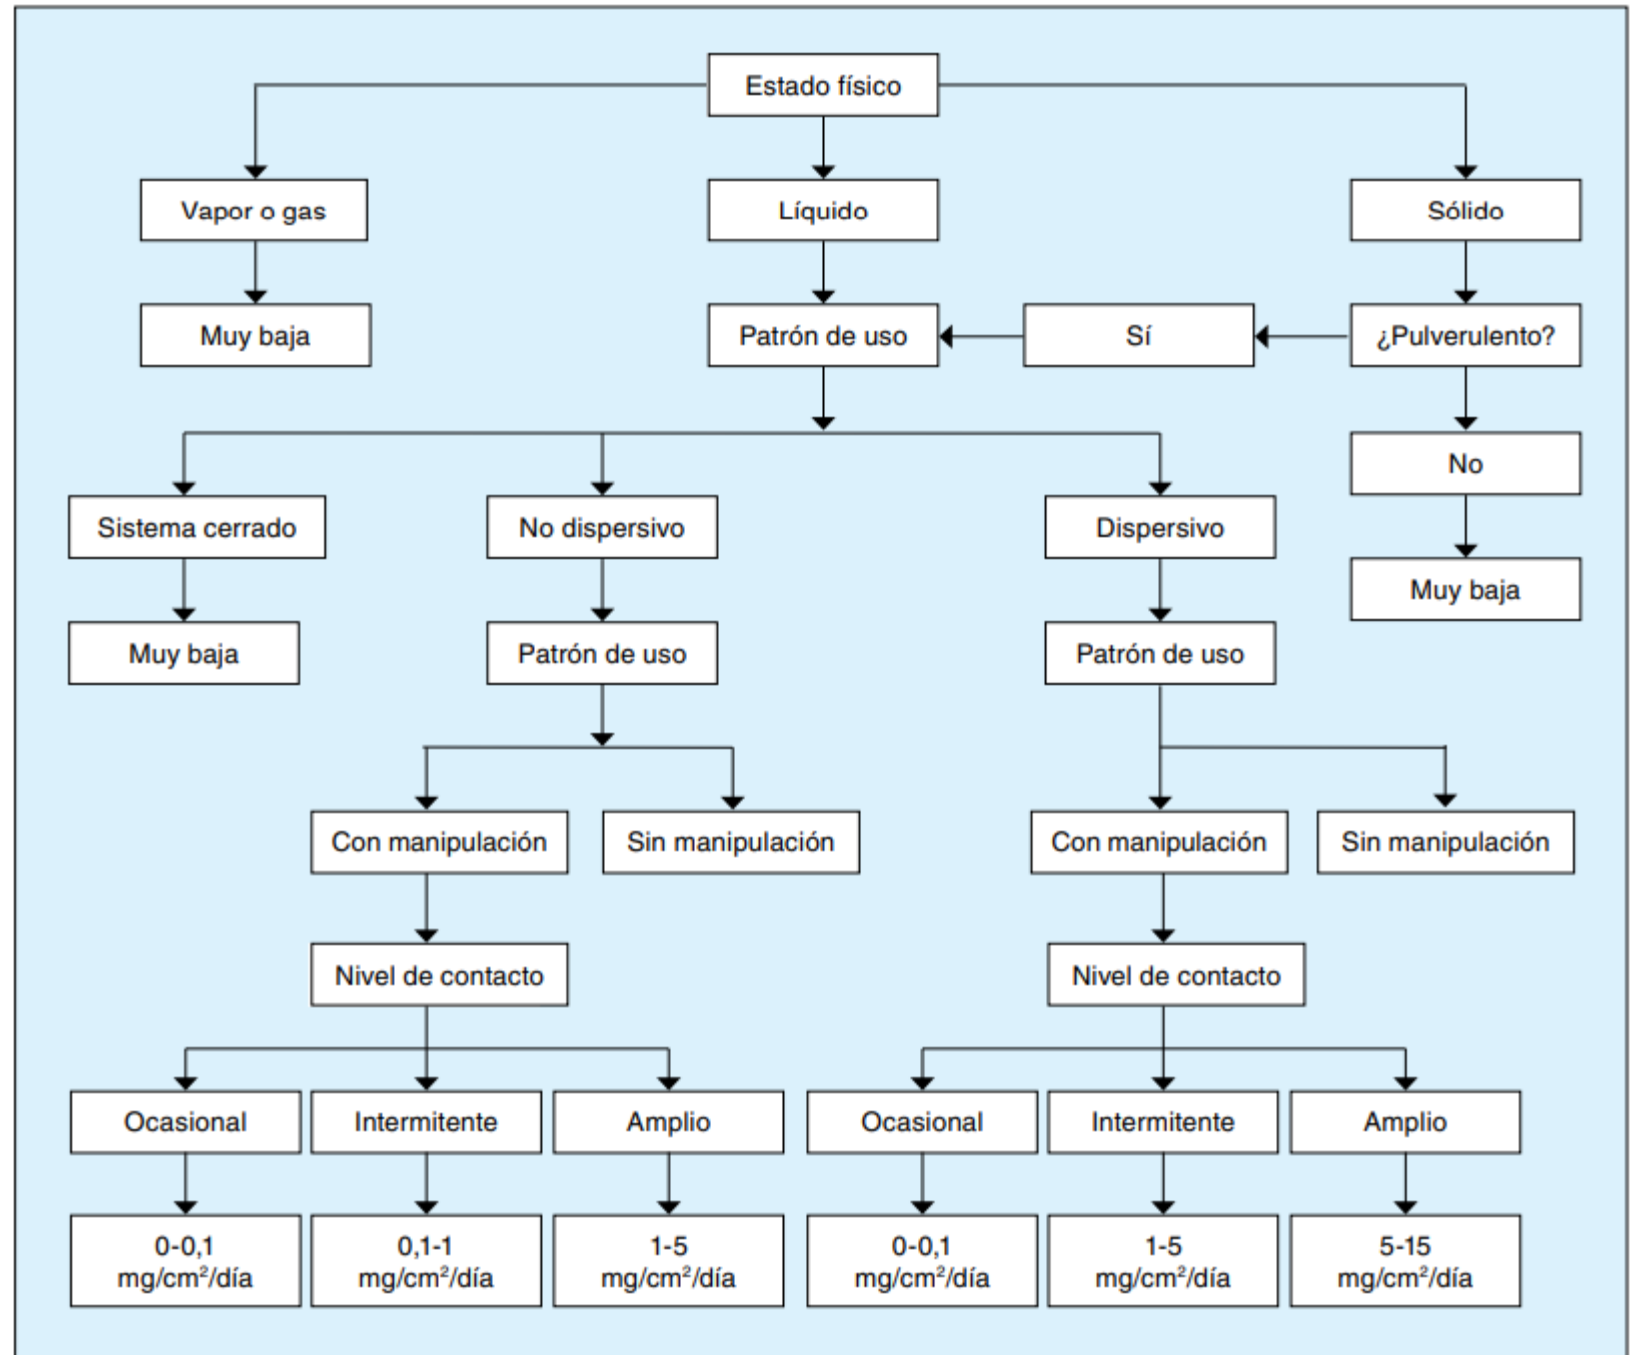 Estado físico
Vapor o gas
Líquido
Sólido
Muy baja
Patrón de uso
Sí
¿Pulverulento?
No
Sistema cerrado
No dispersivo
Dispersivo
Muy baja
Muy baja
Patrón de uso
Patrón de uso
Con manipulación
Sin manipulación
Con manipulación
Sin manipulación
Nivel de contacto
Nivel de contacto
Ocasional
Intermitente
Amplio
Ocasional
Intermitente
Amplio
0-0,1
mg/cm²/día
0,1-1
mg/cm²/día
1-5
mg/cm²/día
0-0,1
mg/cm²/día
1-5
mg/cm²/día
5-15
mg/cm²/día